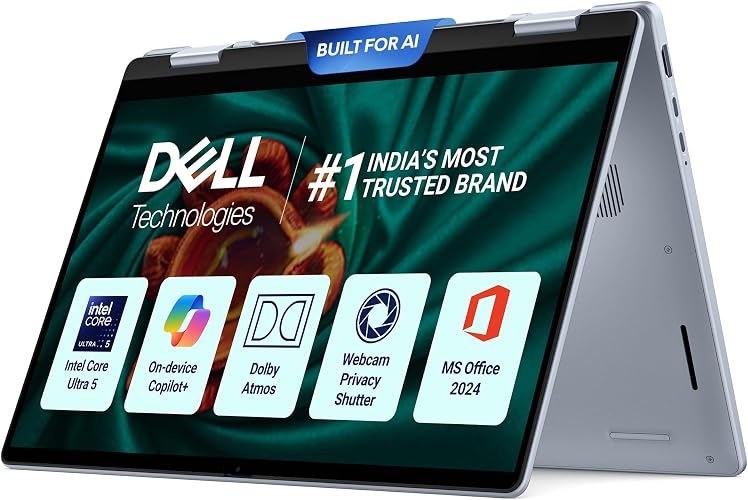 BUILT FOR AI
DELL
Technologies
#1 INDIA'S MOST
TRUSTED BRAND
intel
CORE
ULTRA 5
Intel Core
Ultra 5
On-device
Copilot+
Dolby
Atmos
Webcam
Privacy
Shutter
MS Office
2024